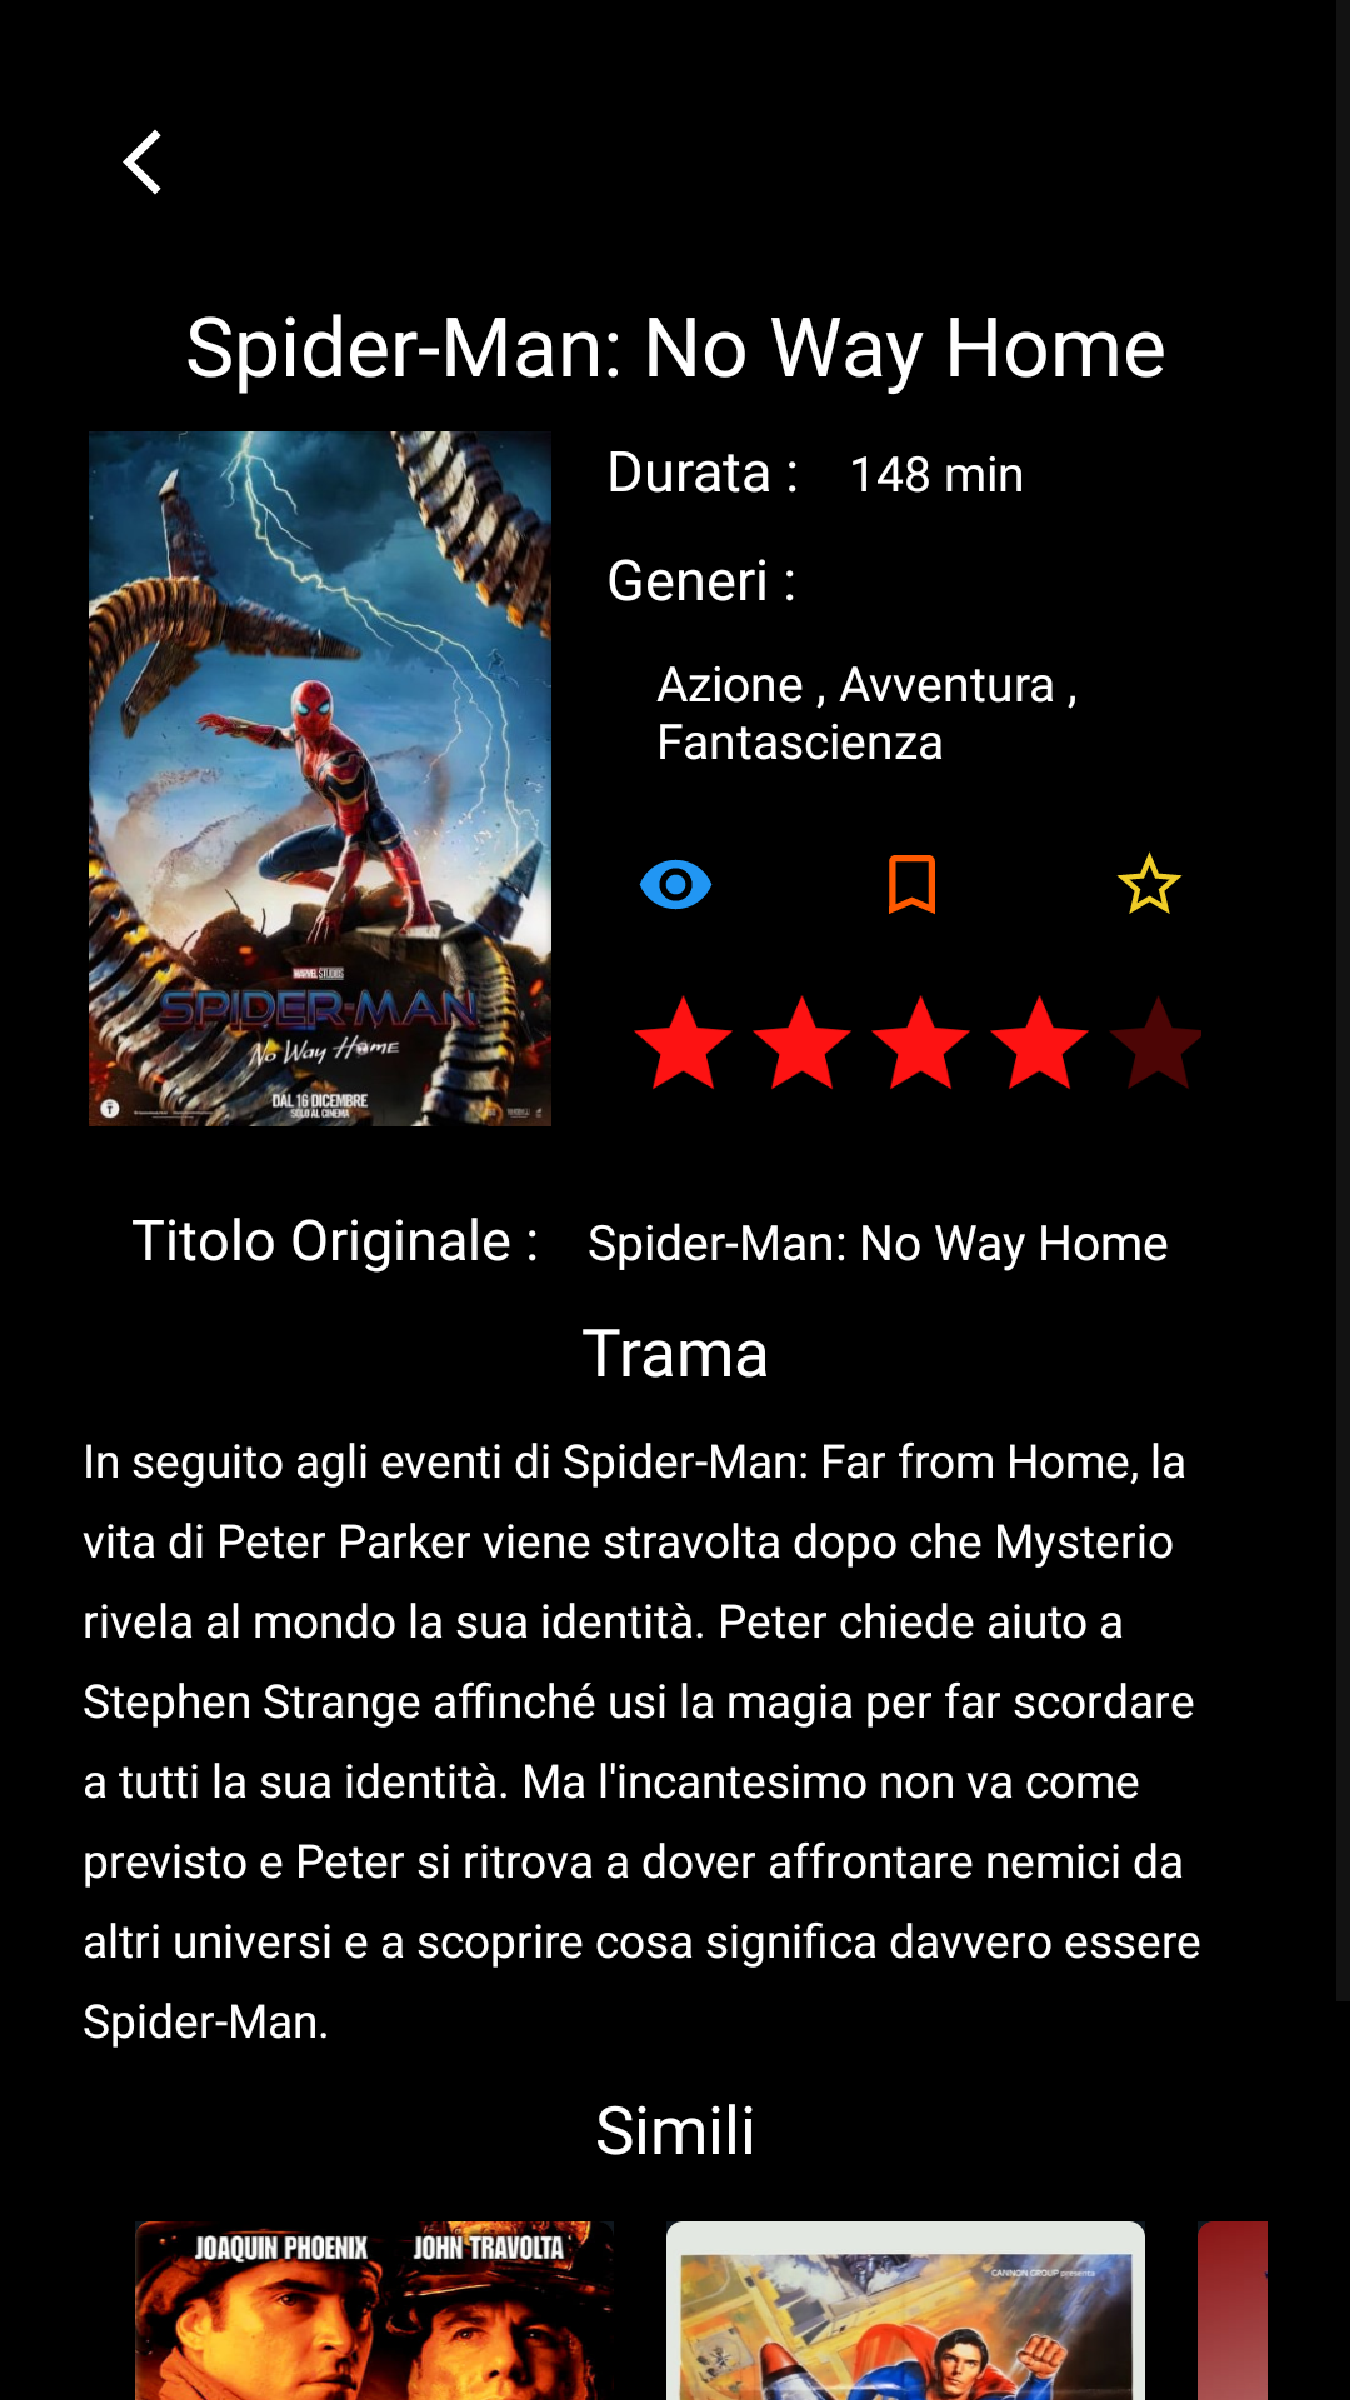 Spider-Man: No Way Home
Durata : 148 min
Generi :
Azione , Avventura ,
Fantascienza
MARVEL STUDIOS
SPIDER-MAN
No Way Home
DAL 16 DICEMBRE
SOLO AL CINEMA
Titolo Originale : Spider-Man: No Way Home
Trama
In seguito agli eventi di Spider-Man: Far from Home, la
vita di Peter Parker viene stravolta dopo che Mysterio
rivela al mondo la sua identità. Peter chiede aiuto a
Stephen Strange affinché usi la magia per far scordare
a tutti la sua identità. Ma l'incantesimo non va come
previsto e Peter si ritrova a dover affrontare nemici da
altri universi e a scoprire cosa significa davvero essere
Spider-Man.
Simili
JOAQUIN PHOENIX JOHN TRAVOLTA
CANNON GROUP presenta